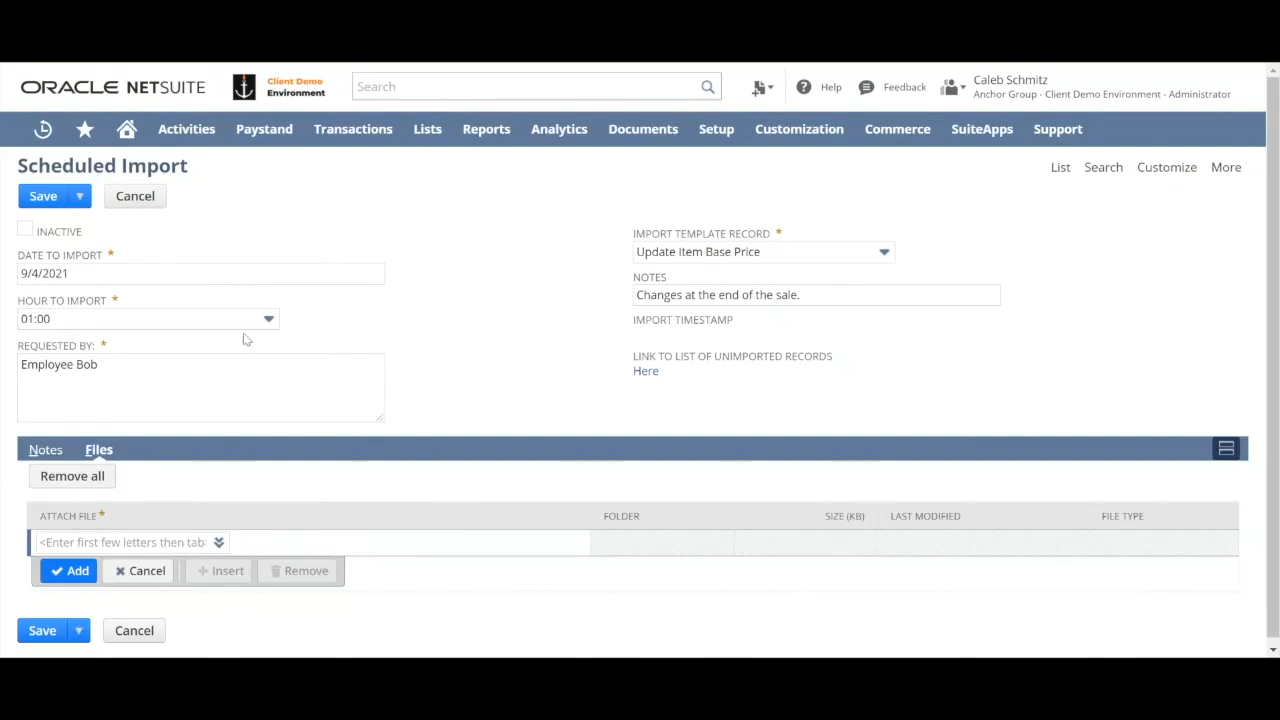 ORACLE NETSUITE
Client Demo
Environment
Search
Help
Feedback
Caleb Schmitz
Anchor Group - Client Demo Environment - Administrator
Activities Paystand Transactions Lists Reports Analytics Documents Setup Customization Commerce SuiteApps Support
Scheduled Import
List Search Customize More
Save Cancel
INACTIVE
DATE TO IMPORT *
9/4/2021
HOUR TO IMPORT *
01:00
REQUESTED BY: *
Employee Bob
IMPORT TEMPLATE RECORD *
Update Item Base Price
NOTES
Changes at the end of the sale.
IMPORT TIMESTAMP
LINK TO LIST OF UNIMPORTED RECORDS
Here
Notes Files
Remove all
ATTACH FILE * FOLDER SIZE (KB) LAST MODIFIED FILE TYPE
<Enter first few letters then tab>
Add Cancel Insert Remove
Save Cancel